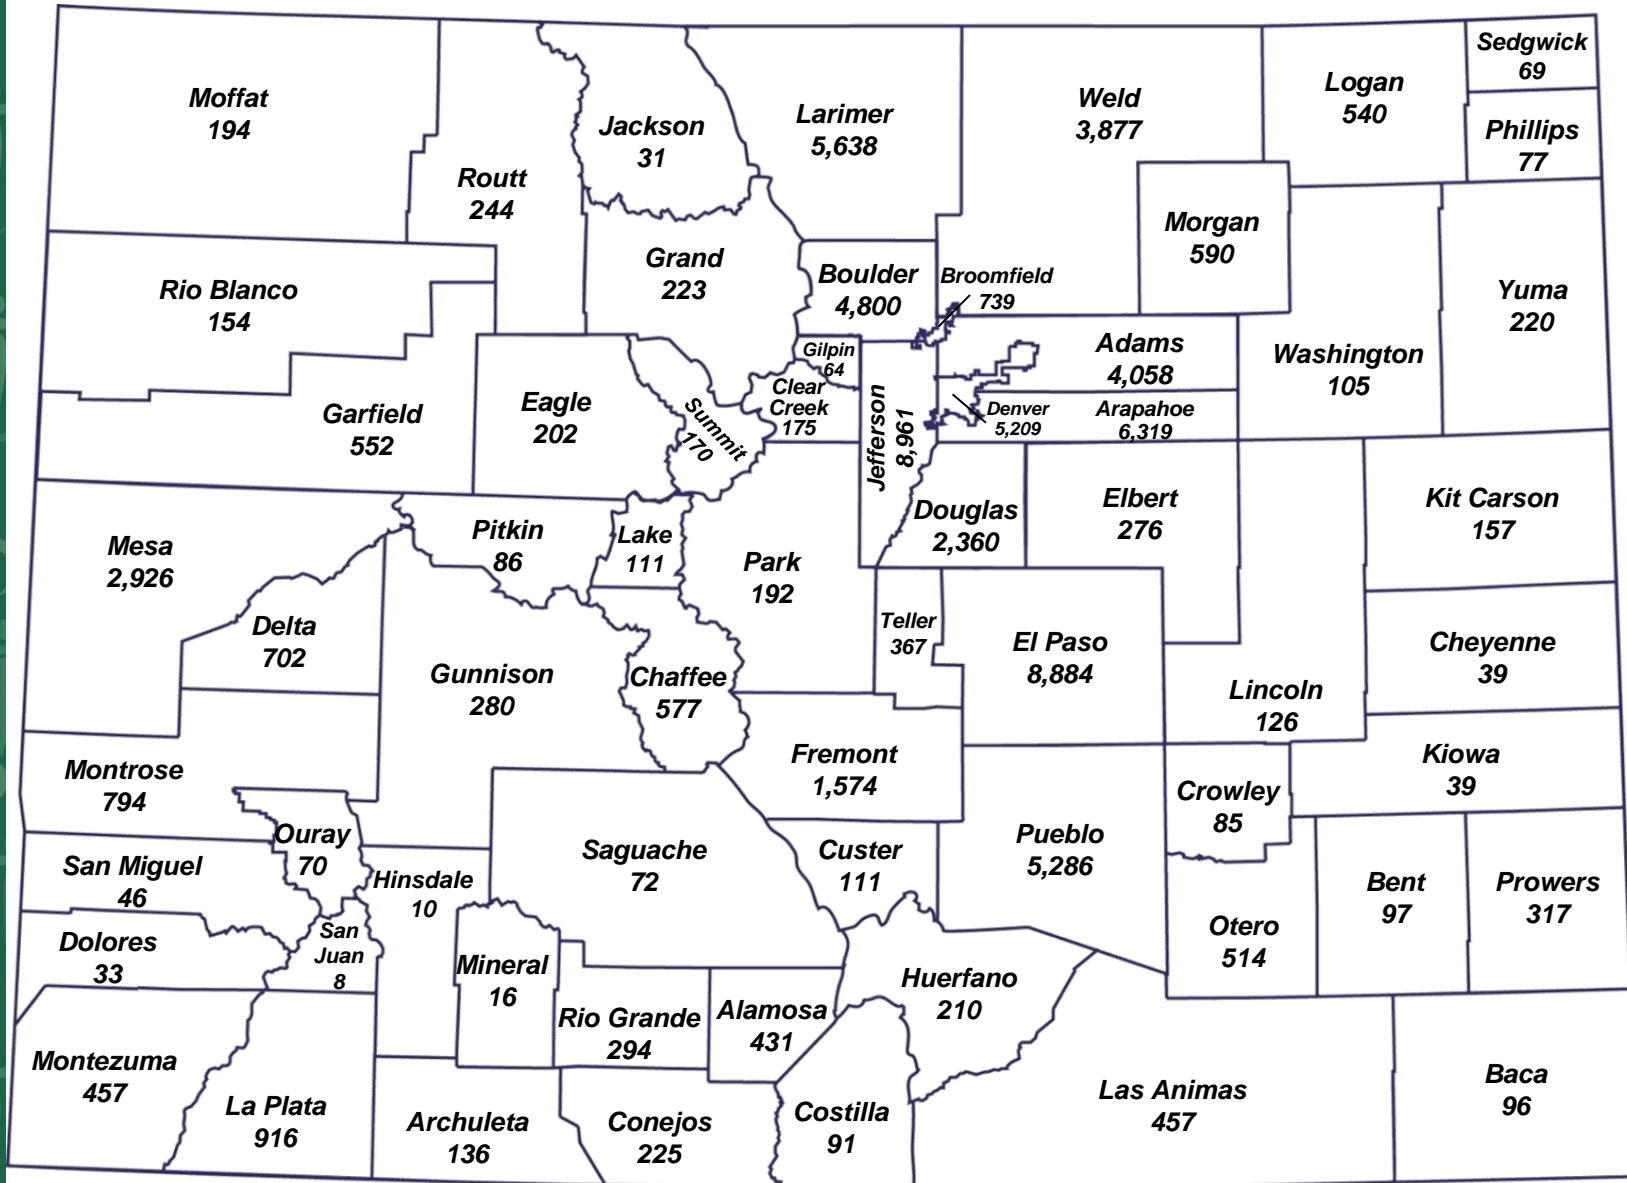 Moffat
194
Routt
244
Jackson
31
Larimer
5,638
Weld
3,877
Logan
540
Sedgwick
69
Phillips
77
Morgan
590
Rio Blanco
154
Grand
223
Boulder
4,800
Broomfield
739
Yuma
220
Garfield
552
Eagle
202
Summit
170
Gilpin
64
Clear
Creek
175
Jefferson
8,961
Adams
4,058
Denver
5,209
Arapahoe
6,319
Washington
105
Mesa
2,926
Pitkin
86
Lake
111
Park
192
Douglas
2,360
Elbert
276
Kit Carson
157
Delta
702
Gunnison
280
Chaffee
577
Teller
367
El Paso
8,884
Lincoln
126
Cheyenne
39
Montrose
794
Fremont
1,574
Kiowa
39
Crowley
85
Ouray
70
San Miguel
46
Hinsdale
10
Saguache
72
Custer
111
Pueblo
5,286
Otero
514
Bent
97
Prowers
317
Dolores
33
San
Juan
8
Mineral
16
Rio Grande
294
Alamosa
431
Huerfano
210
Montezuma
457
La Plata
916
Archuleta
136
Conejos
225
Costilla
91
Las Animas
457
Baca
96